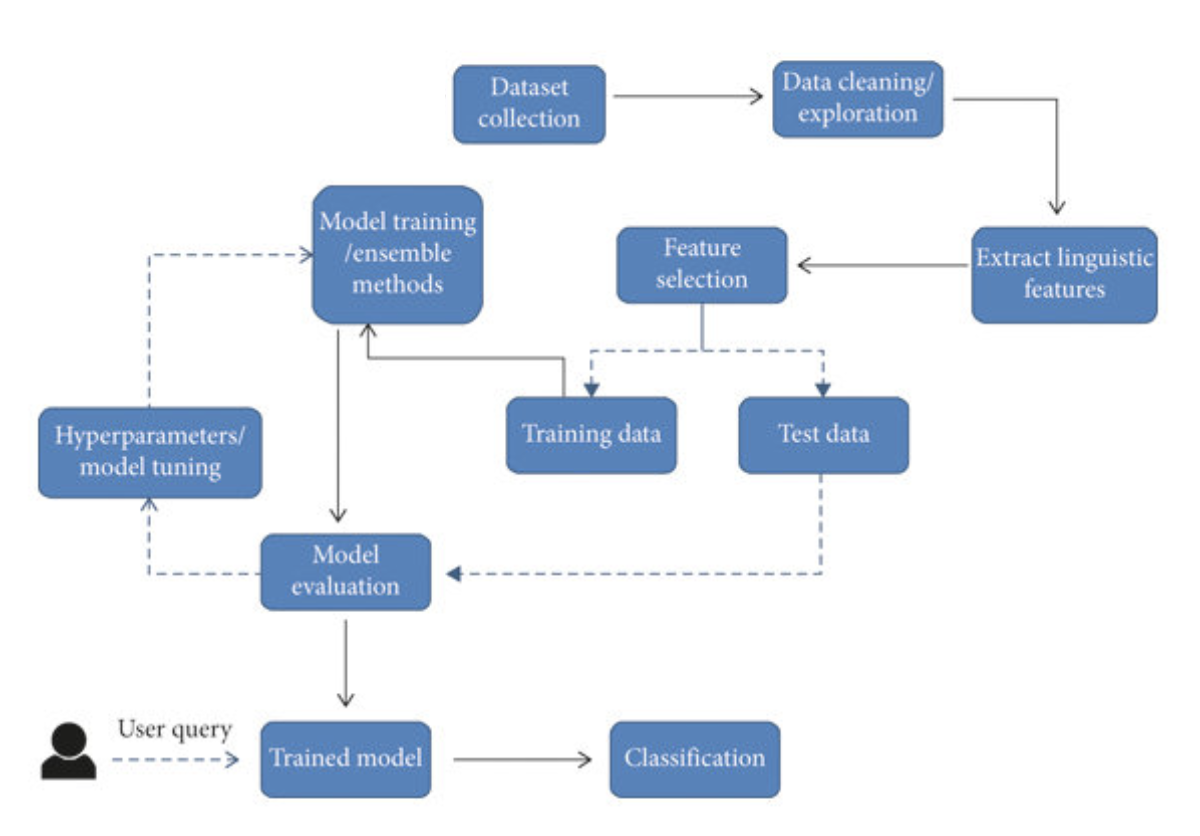 Dataset
collection
Data cleaning/
exploration
Model training
/ensemble
methods
Feature
selection
Extract linguistic
features
Hyperparameters/
model tuning
Training data
Test data
Model
evaluation
User query
Trained model
Classification